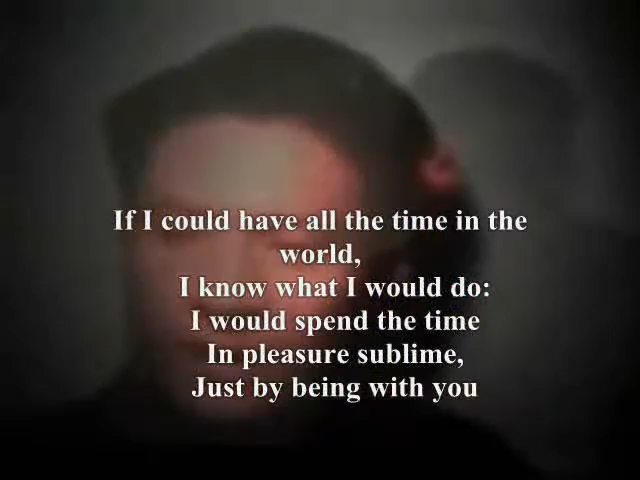 If I could have all the time in the
world,
I know what I would do:
I would spend the time
In pleasure sublime,
Just by being with you